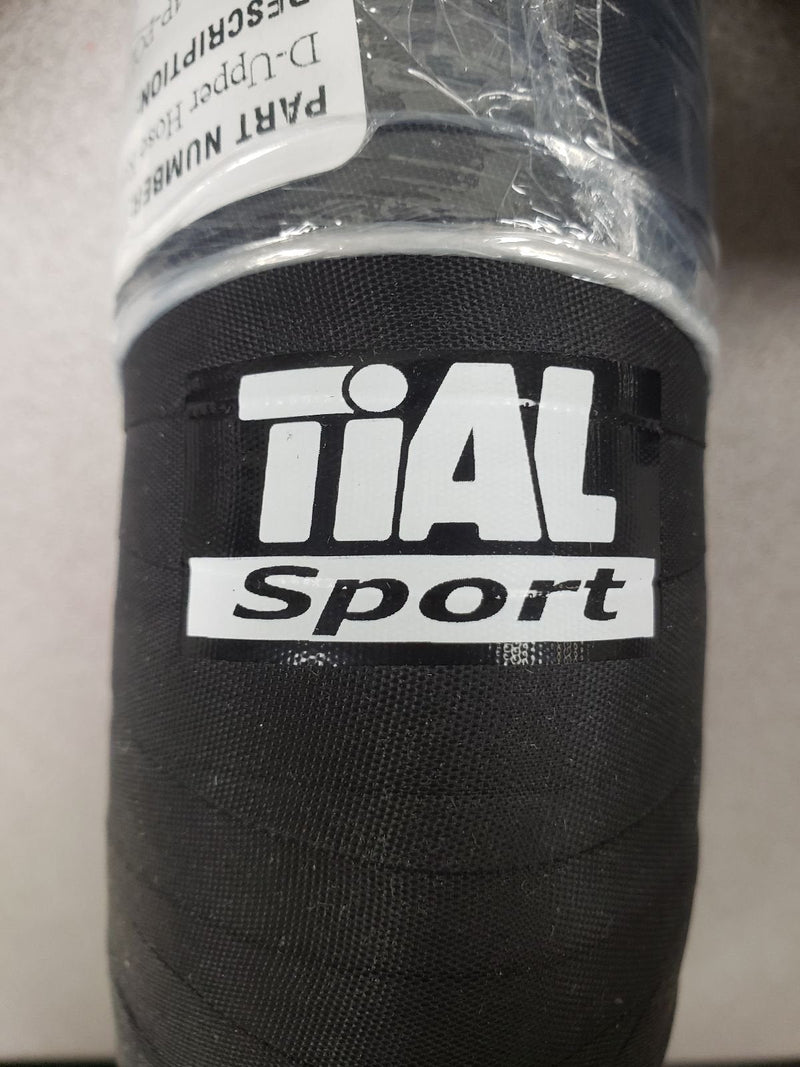 PART NUMBER
D-Upper Hose
DESCRIPTION:
TiAL
Sport